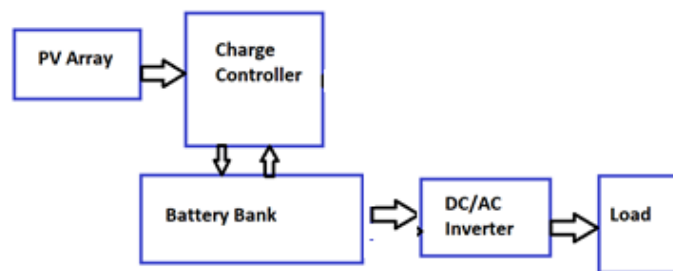 PV Array
Charge
Controller
Battery Bank
DC/AC
Inverter
Load